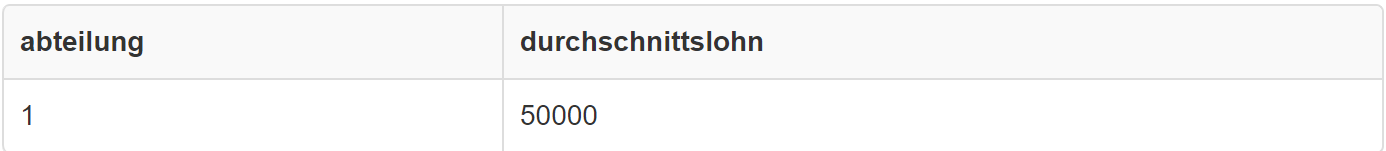 abteilung durchschnittslohn
1 50000